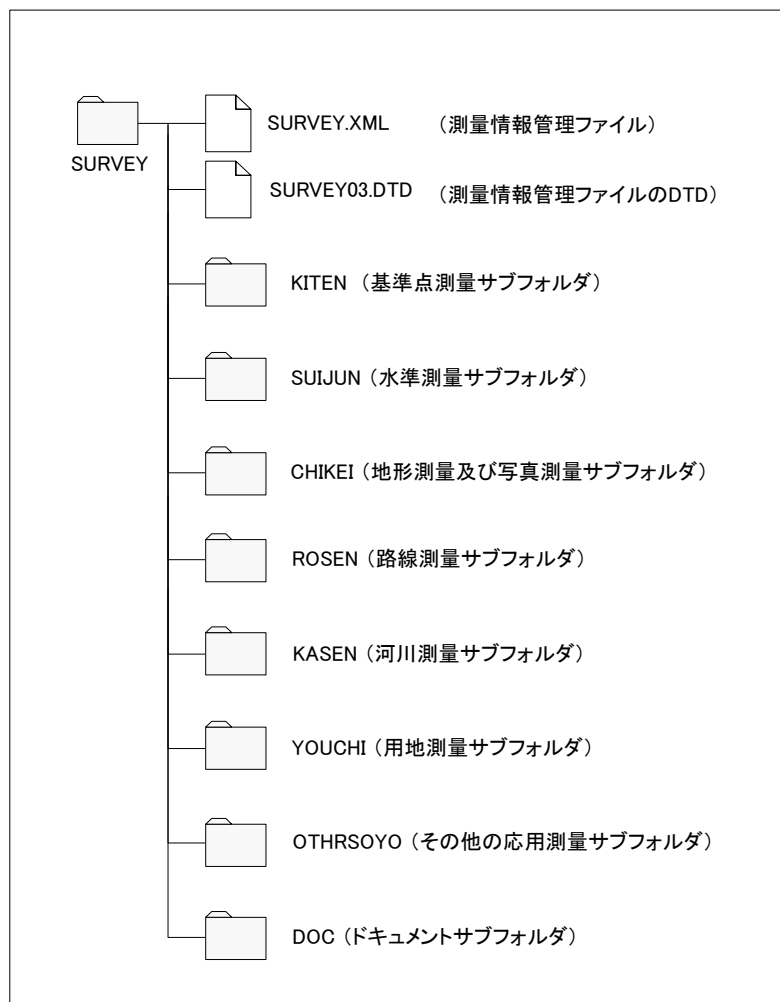 SURVEY.XML （測量情報管理ファイル）
SURVEY
SURVEY03.DTD （測量情報管理ファイルのDTD）
KITEN （基準点測量サブフォルダ）
SUIJUN （水準測量サブフォルダ）
CHIKEI （地形測量及び写真測量サブフォルダ）
ROSEN （路線測量サブフォルダ）
KASEN （河川測量サブフォルダ）
YOUCHI （用地測量サブフォルダ）
OTHRSOYO （その他の応用測量サブフォルダ）
DOC （ドキュメントサブフォルダ）